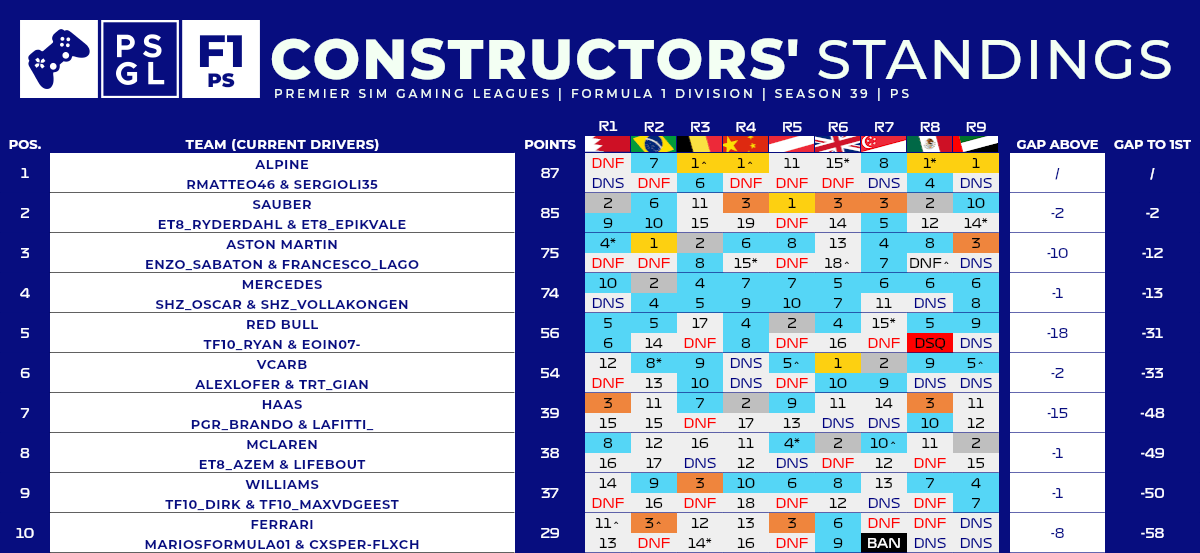 PS
GL
F1
PS
CONSTRUCTORS' STANDINGS
PREMIER SIM GAMING LEAGUES | FORMULA 1 DIVISION | SEASON 39 | PS
R1 R2 R3 R4 R5 R6 R7 R8 R9
POS. TEAM (CURRENT DRIVERS) POINTS GAP ABOVE GAP TO 1ST
ALPINE DNF 7 1^ 1^ 11 15* 8 1* 1
1 87 / /
RMATTEO46 & SERGIOLI35 DNS DNF 6 DNF DNF DNF DNS 4 DNS
SAUBER 2 6 11 3 1 3 3 2 10
2 85 -2 -2
ET8_RYDERDAHL & ET8_EPIKVALE 9 10 15 19 DNF 14 5 12 14*
ASTON MARTIN 4* 1 2 6 8 13 4 8 3
3 75 -10 -12
ENZO_SABATON & FRANCESCO_LAGO DNF DNF 8 15* DNF 18^ 7 DNF^ DNS
MERCEDES 10 2 4 7 7 5 6 6 6
4 74 -1 -13
SHZ_OSCAR & SHZ_VOLLAKONGEN DNS 4 5 9 10 7 11 DNS 8
RED BULL 5 5 17 4 2 4 15* 5 9
5 56 -18 -31
TF10_RYAN & EOIN07- 6 14 DNF 8 DNF 16 DNF DSQ DNS
VCARB 12 8* 9 DNS 5^ 1 2 9 5^
6 54 -2 -33
ALEXLOFER & TRT_GIAN DNF 13 10 DNS DNF 10 9 DNS DNS
HAAS 3 11 7 2 9 11 14 3 11
7 39 -15 -48
PGR_BRANDO & LAFITTI_ 15 15 DNF 17 13 DNS DNS 10 12
MCLAREN 8 12 16 11 4* 2 10^ 11 2
8 38 -1 -49
ET8_AZEM & LIFEBOUT 16 17 DNS 12 DNS DNF 12 DNF 15
WILLIAMS 14 9 3 10 6 8 13 7 4
9 37 -1 -50
TF10_DIRK & TF10_MAXVDGEEST DNF 16 DNF 18 DNF 12 DNS DNF 7
FERRARI 11^ 3^ 12 13 3 6 DNF DNF DNS
10 29 -8 -58
MARIOSFORMULA01 & CXSPER-FLXCH 13 DNF 14* 16 DNF 9 BAN DNS DNS